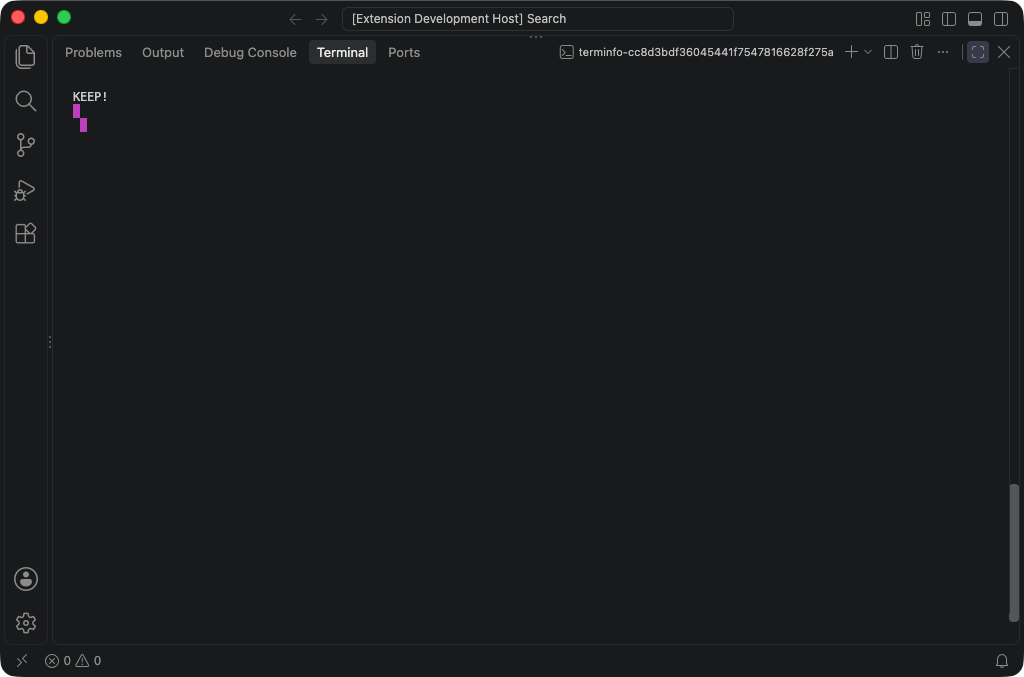 [Extension Development Host] Search
Problems Output Debug Console Terminal Ports terminfo-cc8d3bdf36045441f7547816628f275a
KEEP!
0 0